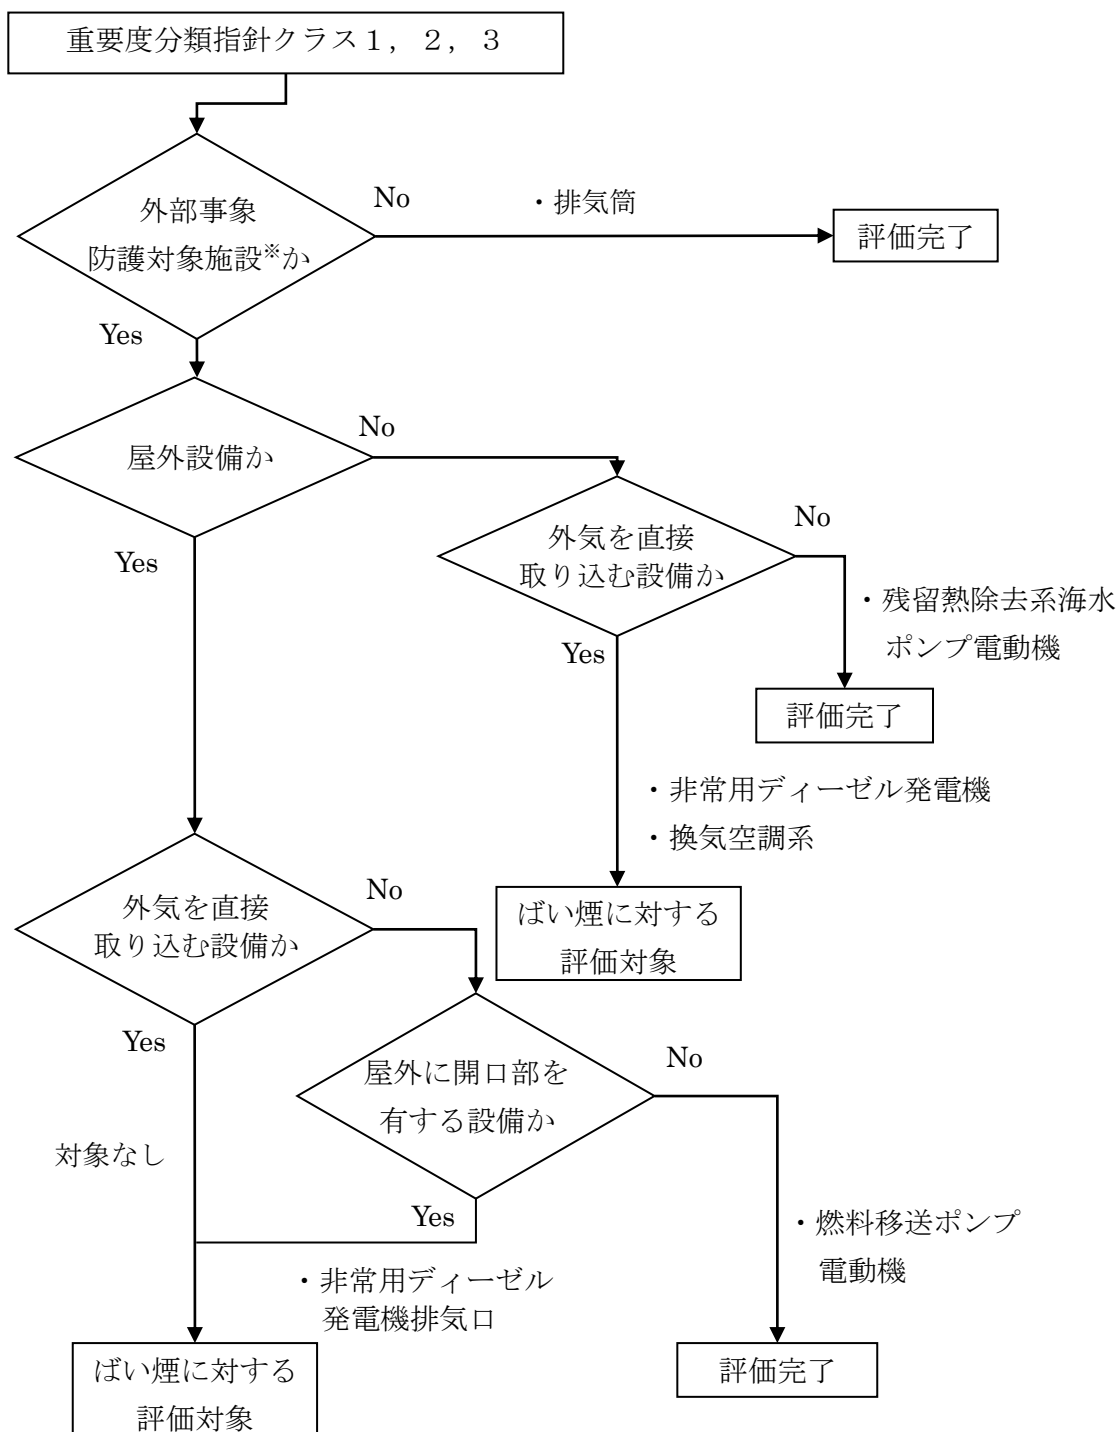 重要度分類指針クラス１，２，３
外部事象
防護対象施設※か
No
・排気筒
評価完了
Yes
屋外設備か
No
Yes
外気を直接
取り込む設備か
No
・残留熱除去系海水
ポンプ電動機
評価完了
Yes
・非常用ディーゼル発電機
・換気空調系
ばい煙に対する
評価対象
外気を直接
取り込む設備か
No
Yes
対象なし
屋外に開口部を
有する設備か
No
・燃料移送ポンプ
電動機
評価完了
Yes
・非常用ディーゼル
発電機排気口
ばい煙に対する
評価対象